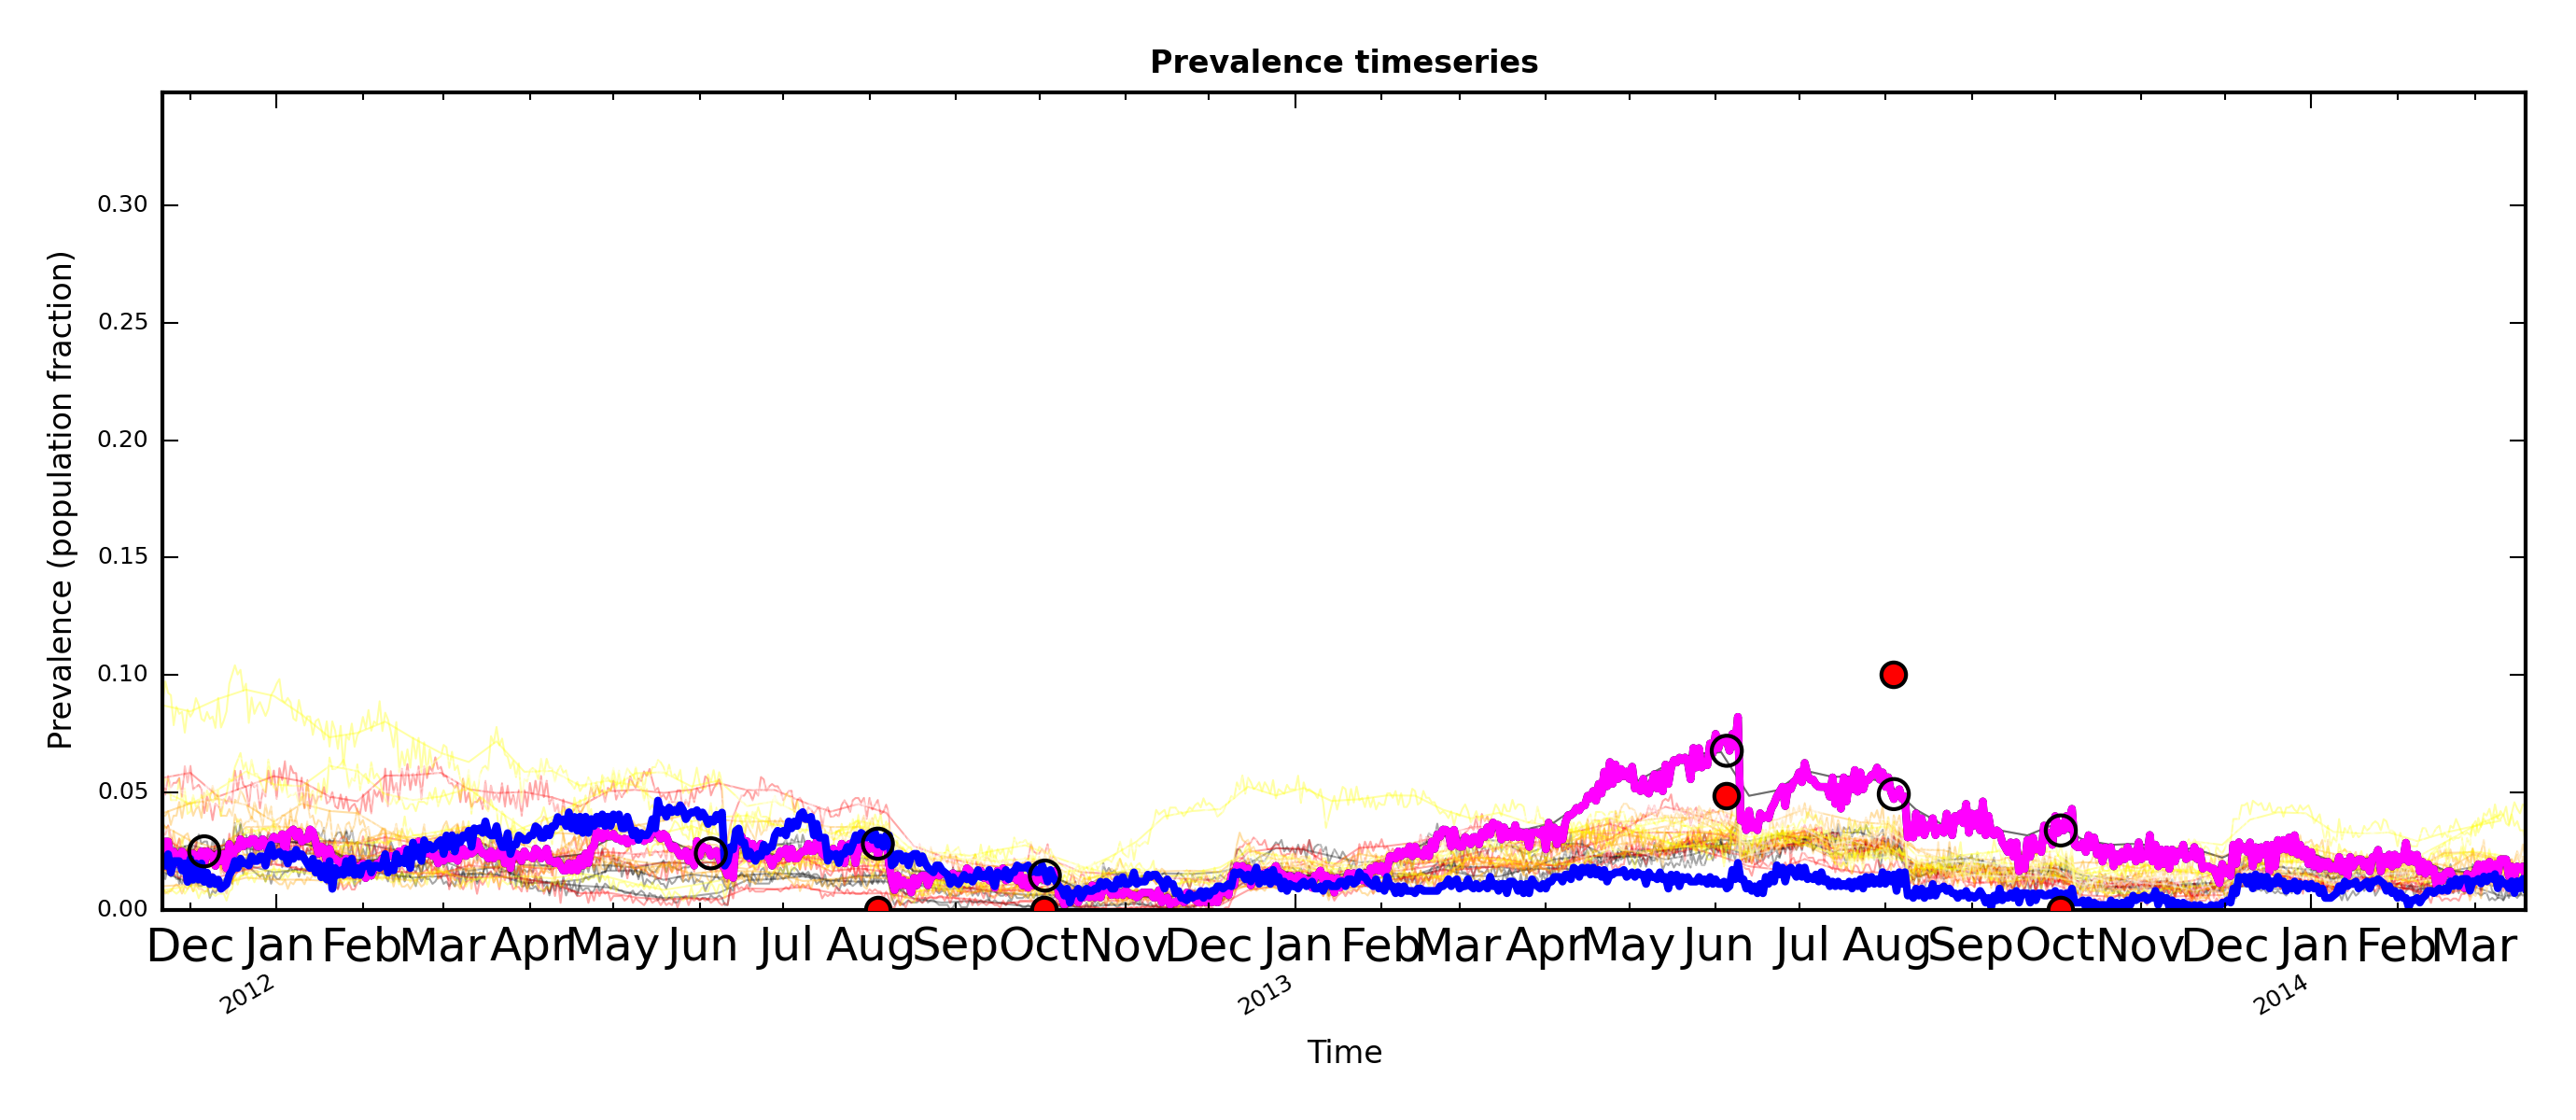 Prevalence timeseries
Prevalence (population fraction)
0.30
0.25
0.20
0.15
0.10
0.05
0.00
Dec Jan Feb Mar Apr May Jun Jul Aug Sep Oct Nov Dec Jan Feb Mar Apr May Jun Jul Aug Sep Oct Nov Dec Jan Feb Mar
2012 2013 2014
Time